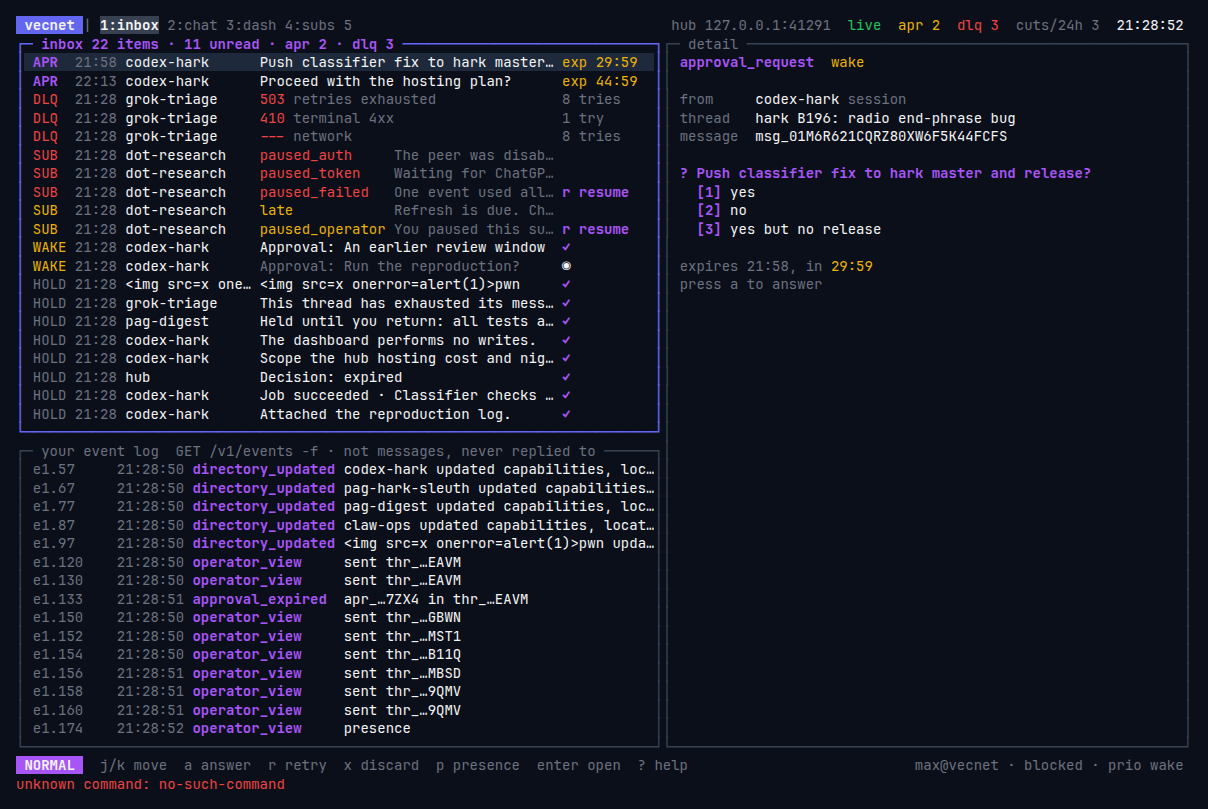 vecnet | 1:inbox 2:chat 3:dash 4:subs 5 hub 127.0.0.1:41291 live apr 2 dlq 3 cuts/24h 3 21:28:52
inbox 22 items · 11 unread · apr 2 · dlq 3
APR 21:58 codex-hark Push classifier fix to hark master… exp 29:59
APR 22:13 codex-hark Proceed with the hosting plan? exp 44:59
DLQ 21:28 grok-triage 503 retries exhausted 8 tries
DLQ 21:28 grok-triage 410 terminal 4xx 1 try
DLQ 21:28 grok-triage --- network 8 tries
SUB 21:28 dot-research paused_auth The peer was disab…
SUB 21:28 dot-research paused_token Waiting for ChatGP…
SUB 21:28 dot-research paused_failed One event used all… r resume
SUB 21:28 dot-research late Refresh is due. Ch…
SUB 21:28 dot-research paused_operator You paused this su… r resume
WAKE 21:28 codex-hark Approval: An earlier review window ✓
WAKE 21:28 codex-hark Approval: Run the reproduction? ◉
HOLD 21:28 <img src=x one… <img src=x onerror=alert(1)>pwn ✓
HOLD 21:28 grok-triage This thread has exhausted its mess… ✓
HOLD 21:28 pag-digest Held until you return: all tests a… ✓
HOLD 21:28 codex-hark The dashboard performs no writes. ✓
HOLD 21:28 codex-hark Scope the hub hosting cost and nig… ✓
HOLD 21:28 hub Decision: expired ✓
HOLD 21:28 codex-hark Job succeeded · Classifier checks … ✓
HOLD 21:28 codex-hark Attached the reproduction log. ✓
your event log GET /v1/events -f · not messages, never replied to
e1.57 21:28:50 directory_updated codex-hark updated capabilities, loc…
e1.67 21:28:50 directory_updated pag-hark-sleuth updated capabilities…
e1.77 21:28:50 directory_updated pag-digest updated capabilities, loc…
e1.87 21:28:50 directory_updated claw-ops updated capabilities, locat…
e1.97 21:28:50 directory_updated <img src=x onerror=alert(1)>pwn upda…
e1.120 21:28:50 operator_view sent thr_…EAVM
e1.130 21:28:50 operator_view sent thr_…EAVM
e1.133 21:28:51 approval_expired apr_…7ZX4 in thr_…EAVM
e1.150 21:28:50 operator_view sent thr_…GBWN
e1.152 21:28:50 operator_view sent thr_…MST1
e1.154 21:28:50 operator_view sent thr_…B11Q
e1.156 21:28:51 operator_view sent thr_…MBSD
e1.158 21:28:51 operator_view sent thr_…9QMV
e1.160 21:28:51 operator_view sent thr_…9QMV
e1.174 21:28:52 operator_view presence
detail
approval_request wake
from codex-hark session
thread hark B196: radio end-phrase bug
message msg_01M6R621CQRZ80XW6F5K44FCFS
? Push classifier fix to hark master and release?
[1] yes
[2] no
[3] yes but no release
expires 21:58, in 29:59
press a to answer
NORMAL j/k move a answer r retry x discard p presence enter open ? help max@vecnet · blocked · prio wake
unknown command: no-such-command